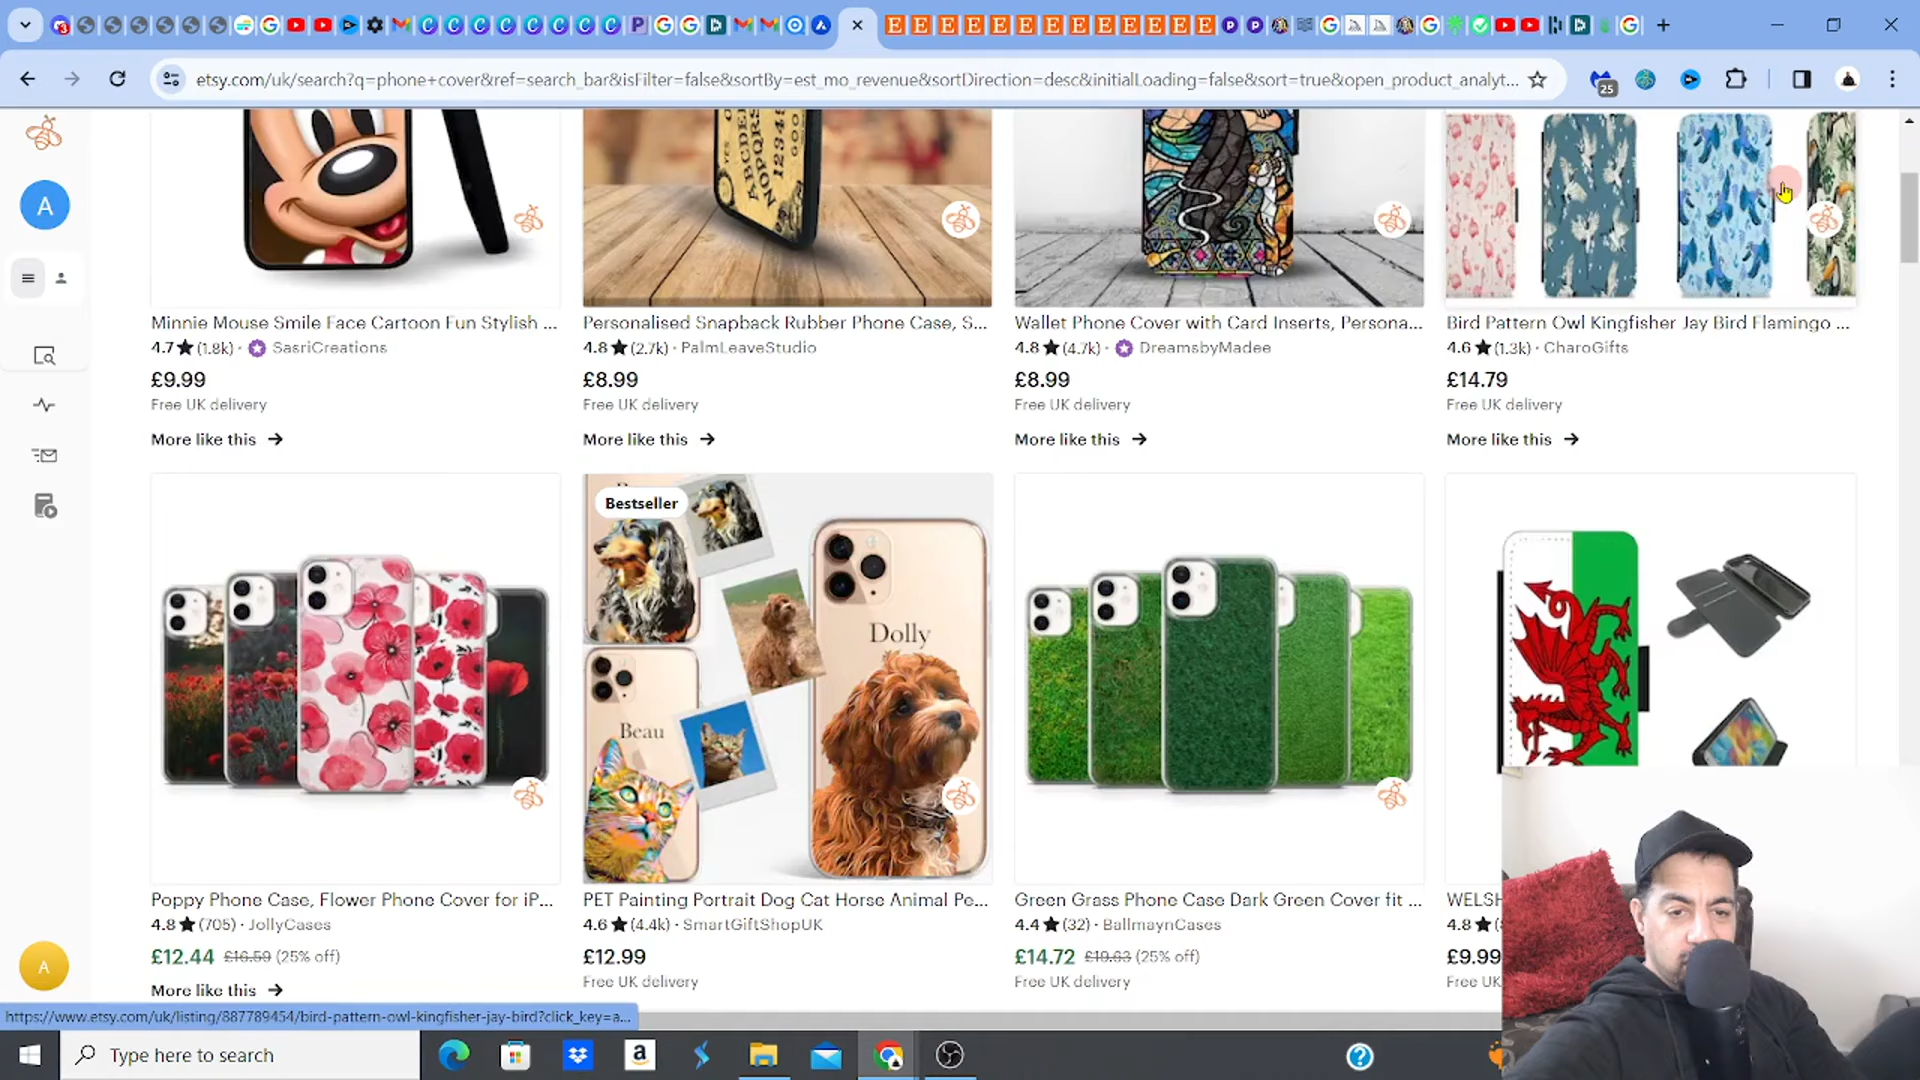 etsy.com/uk/search?q=phone+cover&ref=search_bar&isFilter=false&sortBy=est_mo_revenue&sortDirection=desc&initialLoading=false&sort=true&open_product_analyt...
25
A
Minnie Mouse Smile Face Cartoon Fun Stylish ...
4.7★(1.8k) · SasriCreations
£9.99
Free UK delivery
More like this →
Personalised Snapback Rubber Phone Case, S...
4.8★(2.7k) · PalmLeaveStudio
£8.99
Free UK delivery
More like this →
Wallet Phone Cover with Card Inserts, Persona...
4.8★(4.7k) · DreamsbyMadee
£8.99
Free UK delivery
More like this →
Bird Pattern Owl Kingfisher Jay Bird Flamingo ...
4.6★(1.3k) · CharoGifts
£14.79
Free UK delivery
More like this →
Bestseller
Dolly
Beau
Poppy Phone Case, Flower Phone Cover for iP...
4.8★(705) · JollyCases
£12.44 £16.59 (25% off)
More like this →
PET Painting Portrait Dog Cat Horse Animal Pe...
4.6★(4.4k) · SmartGiftShopUK
£12.99
Free UK delivery
Green Grass Phone Case Dark Green Cover fit ...
4.4★(32) · BallmaynCases
£14.72 £19.63 (25% off)
Free UK delivery
WELSH
4.8★
£9.99
Free UK
A
https://www.etsy.com/uk/listing/887789454/bird-pattern-owl-kingfisher-jay-bird?click_key=a...
Type here to search